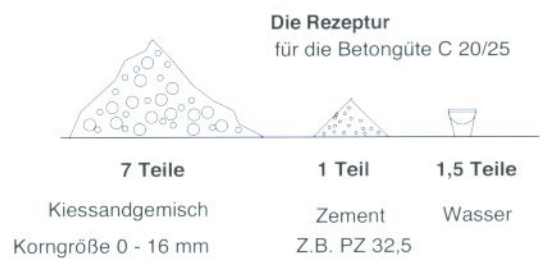 Die Rezeptur
für die Betongüte C 20/25
7 Teile
1 Teil
1,5 Teile
Kiessandgemisch
Zement
Wasser
Korngröße 0 - 16 mm
Z.B. PZ 32,5